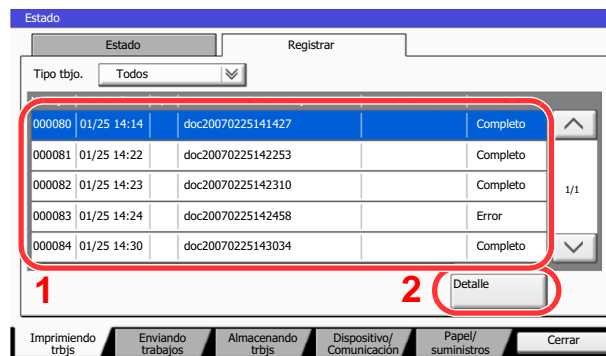 Estado
Estado Registrar
Tipo tbjo. Todos
000080 01/25 14:14 doc20070225141427 Completo
000081 01/25 14:22 doc20070225142253 Completo
000082 01/25 14:23 doc20070225142310 Completo
1/1
000083 01/25 14:24 doc20070225142458 Error
000084 01/25 14:30 doc20070225143034 Completo
1 2 Detalle
Imprimiendo Enviando Almacenando Dispositivo/ Papel/ Cerrar
trbjs trabajos trbjs Comunicación suministros